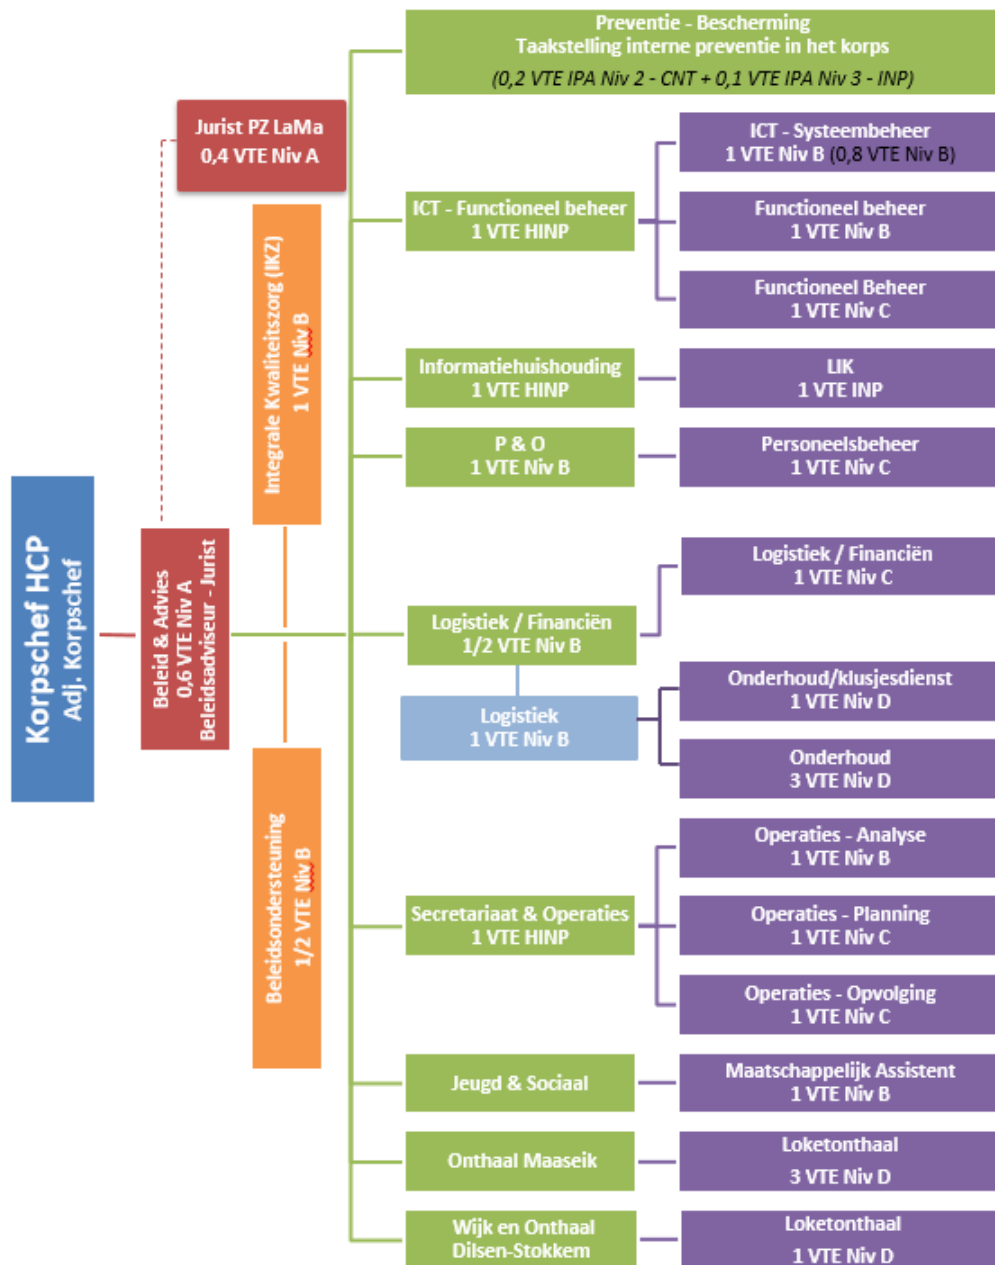 Preventie - Bescherming
Taakstelling interne preventie in het korps
(0,2 VTE IPA Niv 2 - CNT + 0,1 VTE IPA Niv 3 - INP)
Jurist PZ LaMa
0,4 VTE Niv A
ICT - Systeembeheer
1 VTE Niv B (0,8 VTE Niv B)
ICT - Functioneel beheer
1 VTE HINP
Functioneel beheer
1 VTE Niv B
Functioneel Beheer
1 VTE Niv C
Integrale Kwaliteitszorg (IKZ)
1 VTE Niv B
Informatiehuishouding
1 VTE HINP
LIK
1 VTE INP
P & O
1 VTE Niv B
Personeelsbeheer
1 VTE Niv C
Korpschef HCP
Adj. Korpschef
Beleid & Advies
0,6 VTE Niv A
Beleidsadviseur - Jurist
Logistiek / Financiën
1 VTE Niv C
Logistiek / Financiën
1/2 VTE Niv B
Logistiek
1 VTE Niv B
Onderhoud/klusjesdienst
1 VTE Niv D
Onderhoud
3 VTE Niv D
Beleidsondersteuning
1/2 VTE Niv B
Operaties - Analyse
1 VTE Niv B
Secretariaat & Operaties
1 VTE HINP
Operaties - Planning
1 VTE Niv C
Operaties - Opvolging
1 VTE Niv C
Jeugd & Sociaal
Maatschappelijk Assistent
1 VTE Niv B
Onthaal Maaseik
Loketonthaal
3 VTE Niv D
Wijk en Onthaal
Dilsen-Stokkem
Loketonthaal
1 VTE Niv D